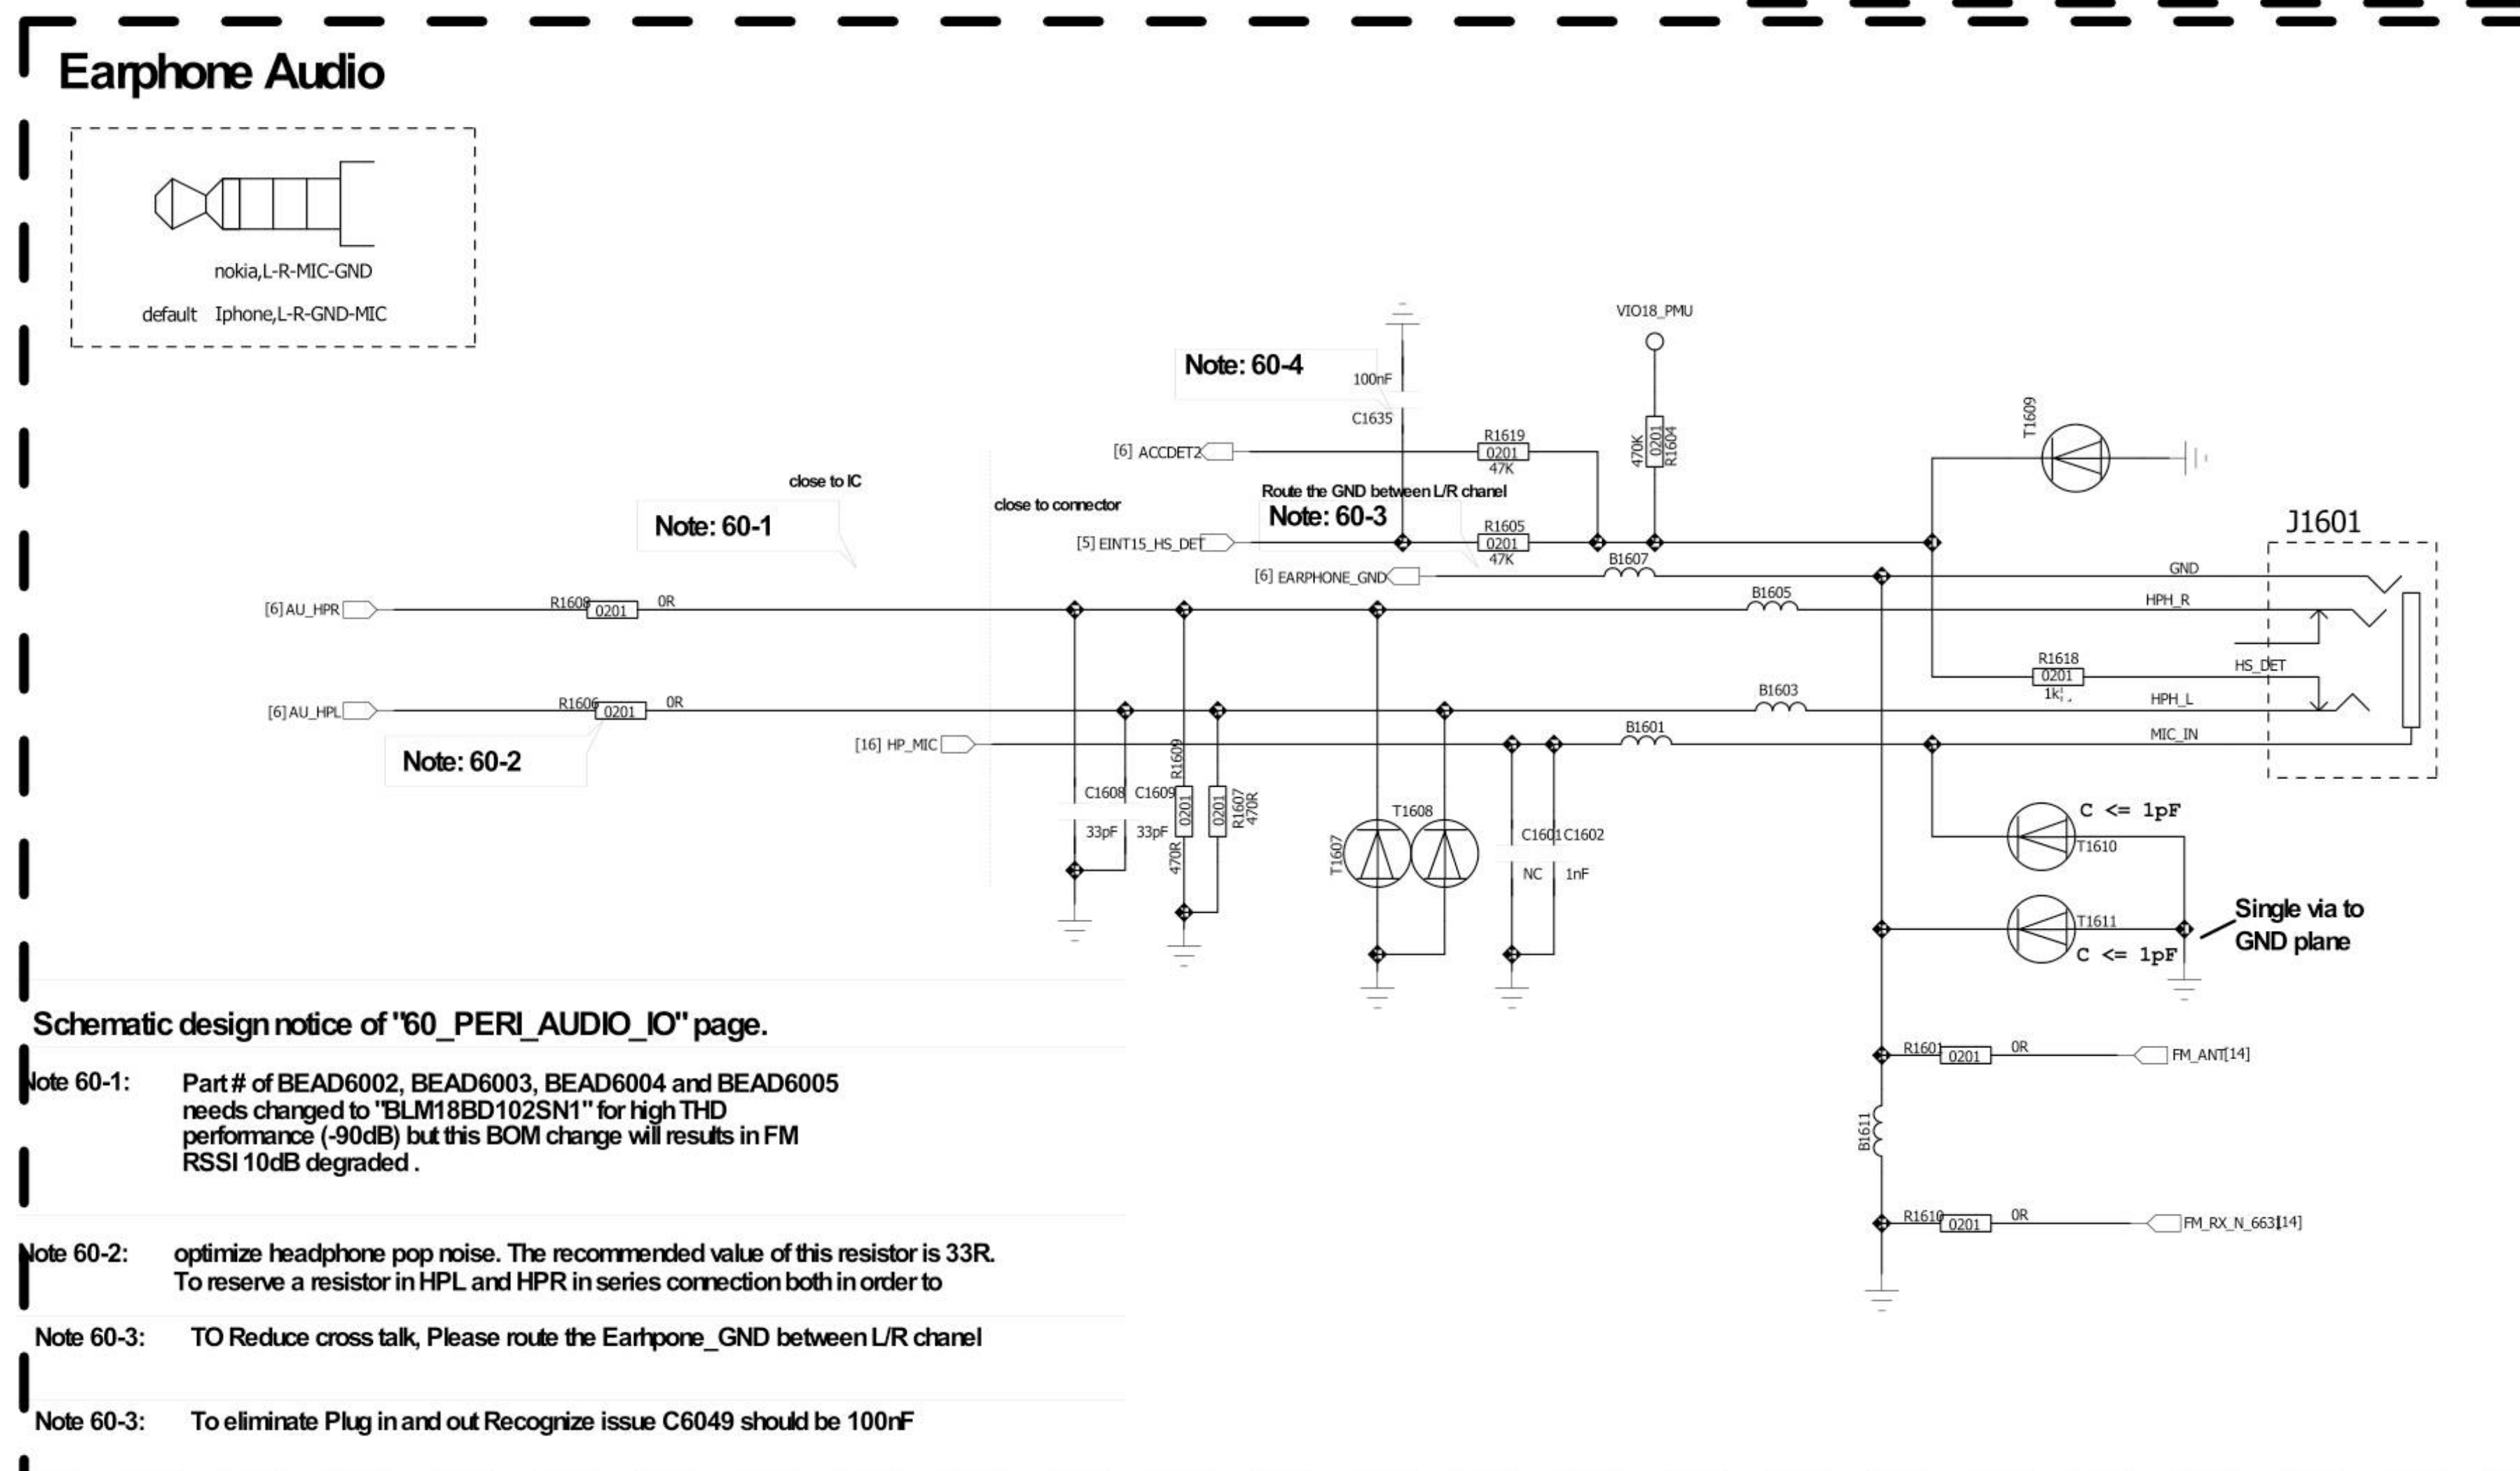 Earphone Audio
nokia,L-R-MIC-GND
default Iphone,L-R-GND-MIC
VIO18_PMU
Note: 60-4
100nF
C1635
T1609
[6] ACCDET2
R1619
0201
47K
470K
0201
R1604
close to IC
close to connector
Route the GND between L/R chanel
Note: 60-1
Note: 60-3
J1601
[5] EINT15_HS_DET
R1605
0201
47K
B1607
[6] EARPHONE_GND
GND
[6] AU_HPR
R1608
0201
0R
B1605
HPH_R
R1618
0201
HS_DET
[6] AU_HPL
R1606
0201
0R
B1603
HPH_L
Note: 60-2
[16] HP_MIC
B1601
MIC_IN
R1609
0201
470R
C1608
33pF
C1609
33pF
0201
R1607
470R
T1607
T1608
C1601
NC
C1602
1nF
C <= 1pF
T1610
T1611
C <= 1pF
Single via to
GND plane
R1601
0201
0R
FM_ANT[14]
B1611
R1610
0201
0R
FM_RX_N_6631[14]
Schematic design notice of "60_PERI_AUDIO_IO" page.
Note 60-1: Part # of BEAD6002, BEAD6003, BEAD6004 and BEAD6005
needs changed to "BLM18BD102SN1" for high THD
performance (-90dB) but this BOM change will results in FM
RSSI 10dB degraded .
Note 60-2: optimize headphone pop noise. The recommended value of this resistor is 33R.
To reserve a resistor in HPL and HPR in series connection both in order to
Note 60-3: TO Reduce cross talk, Please route the Earhpone_GND between L/R chanel
Note 60-3: To eliminate Plug in and out Recognize issue C6049 should be 100nF